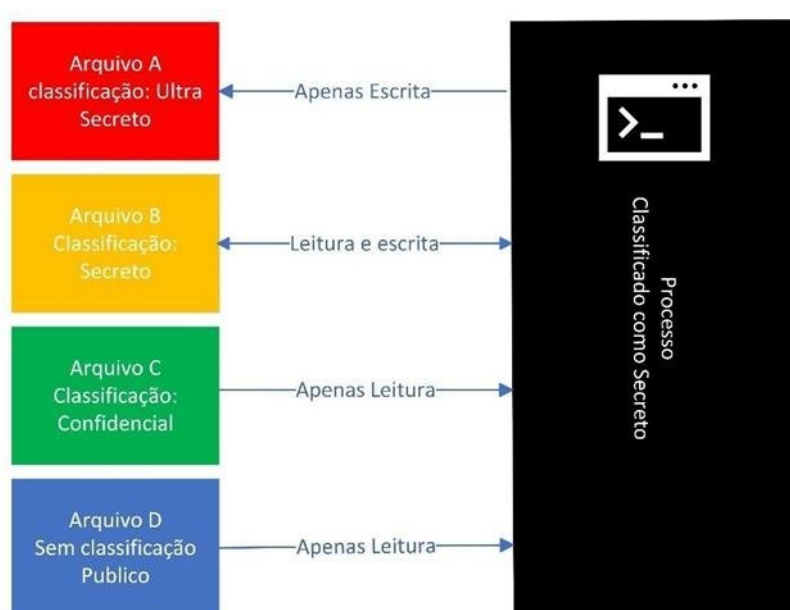 Arquivo A
classificação: Ultra
Secreto
Apenas Escrita
Arquivo B
Classificação:
Secreto
Leitura e escrita
Arquivo C
Classificação:
Confidencial
Apenas Leitura
Arquivo D
Sem classificação
Publico
Apenas Leitura
>_
Processo
Classificado como Secreto